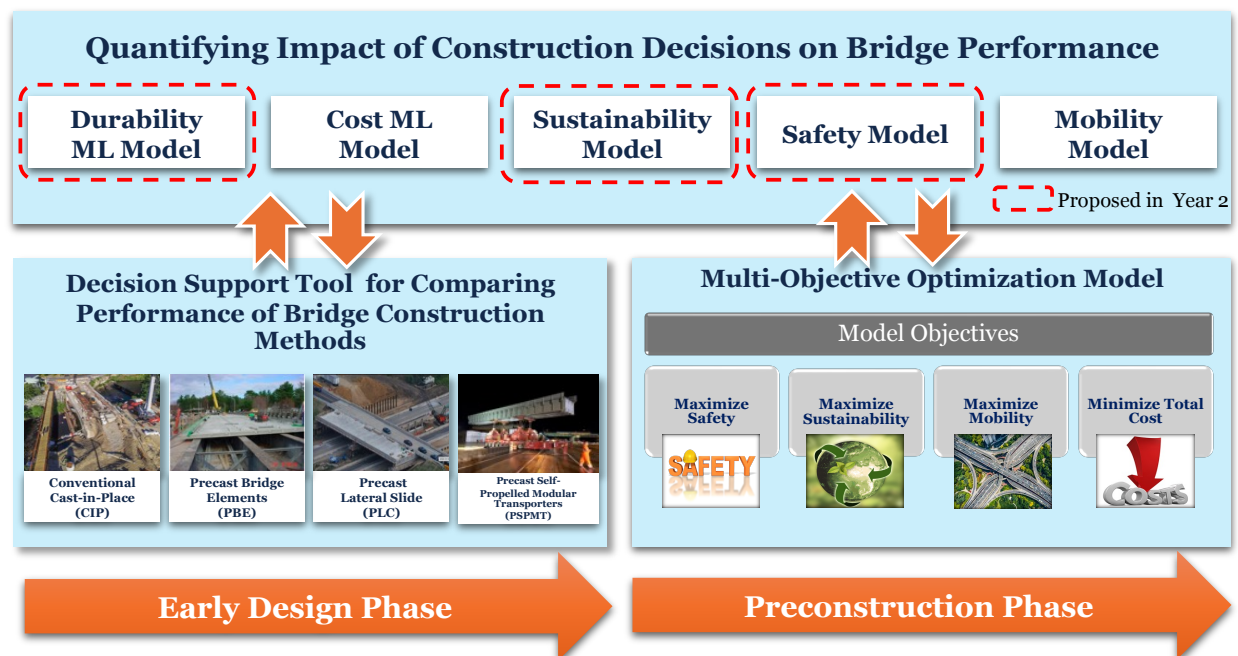 Quantifying Impact of Construction Decisions on Bridge Performance
Durability
ML Model
Cost ML
Model
Sustainability
Model
Safety Model
Mobility
Model
Proposed in Year 2
Decision Support Tool for Comparing
Performance of Bridge Construction
Methods
Conventional
Cast-in-Place
(CIP)
Precast Bridge
Elements
(PBE)
Precast
Lateral Slide
(PLC)
Precast Self-
Propelled Modular
Transporters
(PSPMT)
Multi-Objective Optimization Model
Model Objectives
Maximize
Safety
SAFETY
Maximize
Sustainability
Maximize
Mobility
Minimize Total
Cost
COSTS
Early Design Phase
Preconstruction Phase